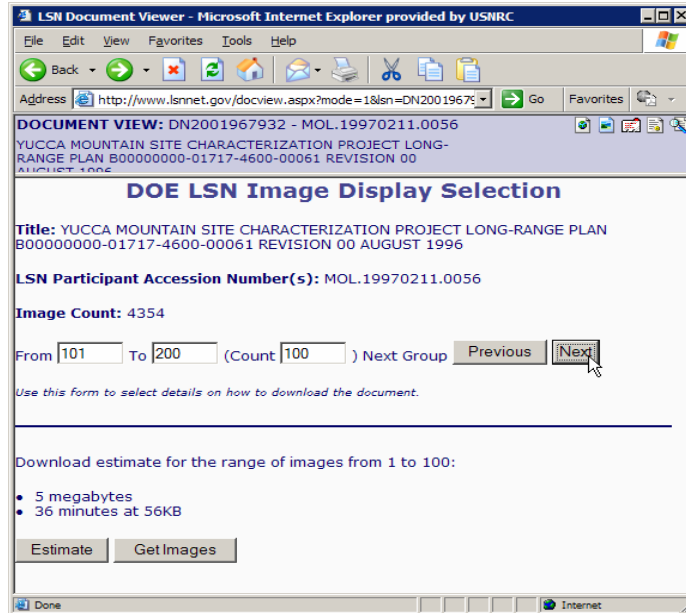 LSN Document Viewer - Microsoft Internet Explorer provided by USNRC
File Edit View Favorites Tools Help
Back
Address http://www.lsnnet.gov/docview.aspx?mode=1&lsn=DN20019679 Go Favorites
DOCUMENT VIEW: DN2001967932 - MOL.19970211.0056
YUCCA MOUNTAIN SITE CHARACTERIZATION PROJECT LONG-
RANGE PLAN B00000000-01717-4600-00061 REVISION 00
AUGUST 1996
DOE LSN Image Display Selection
Title: YUCCA MOUNTAIN SITE CHARACTERIZATION PROJECT LONG-RANGE PLAN
B00000000-01717-4600-00061 REVISION 00 AUGUST 1996
LSN Participant Accession Number(s): MOL.19970211.0056
Image Count: 4354
From 101 To 200 (Count 100 ) Next Group Previous Next
Use this form to select details on how to download the document.
Download estimate for the range of images from 1 to 100:
• 5 megabytes
• 36 minutes at 56KB
Estimate Get Images
Done Internet